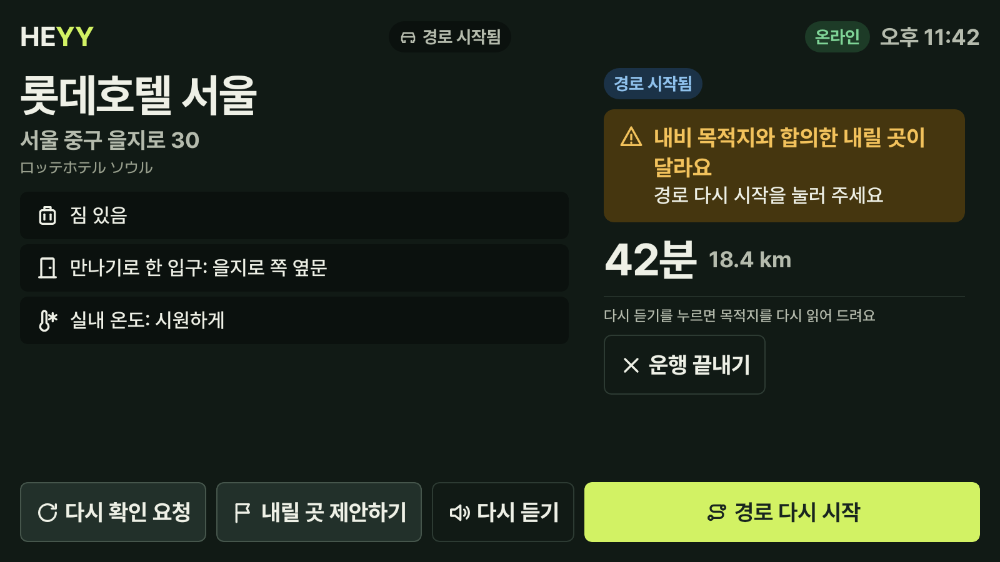 HEYY
경로 시작됨
온라인
오후 11:42
롯데호텔 서울
서울 중구 을지로 30
ロッテホテル ソウル
짐 있음
만나기로 한 입구: 을지로 쪽 옆문
실내 온도: 시원하게
경로 시작됨
내비 목적지와 합의한 내릴 곳이
달라요
경로 다시 시작을 눌러 주세요
42분 18.4 km
다시 듣기를 누르면 목적지를 다시 읽어 드려요
운행 끝내기
다시 확인 요청
내릴 곳 제안하기
다시 듣기
경로 다시 시작